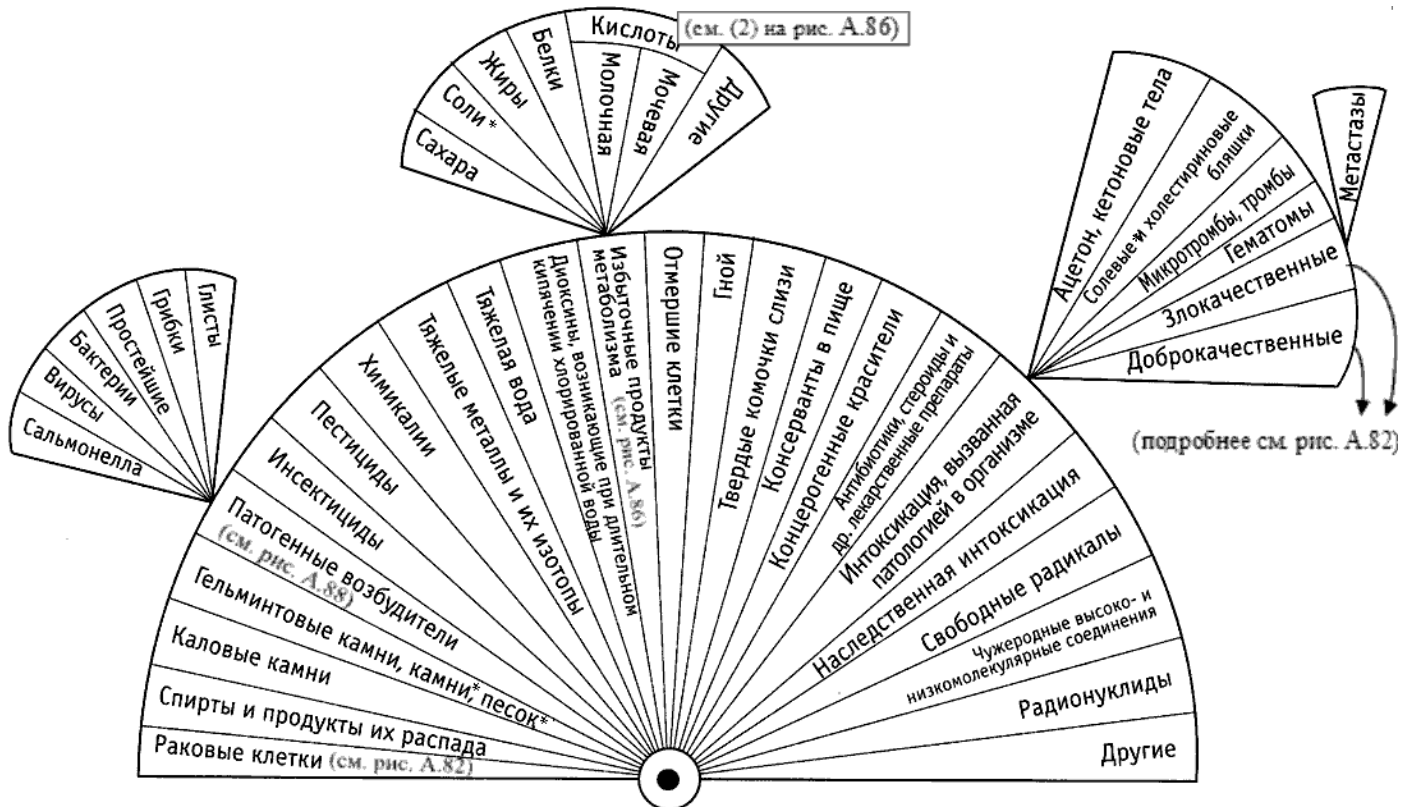 Кислоты
(см. (2) на рис. А.86)
Сахара
Соли*
Жиры
Белки
Молочная
Мочевая
Другие
Ацетон, кетоновые тела
Солевые* и холестириновые
бляшки
Микротромбы, тромбы
Гематомы
Злокачественные
Доброкачественные
Метастазы
(подробнее см. рис. А.82)
Сальмонелла
Вирусы
Бактерии
Простейшие
Грибки
Глисты
Раковые клетки (см. рис. А.82)
Спирты и продукты их распада
Каловые камни
Гельминтовые камни, камни,* песок*
Патогенные возбудители
(см. рис. А.88)
Инсектициды
Пестициды
Химикалии
Тяжелые металлы и их изотопы
Тяжелая вода
Диоксины, возникающие при длительном
кипячении хлорированной воды
Избыточные продукты
метаболизма (см. рис. А.86)
Отмершие клетки
Гной
Твердые комочки слизи
Консерванты в пище
Концерогенные красители
Антибиотики, стероиды и
др. лекарственные препараты
Интоксикация, вызванная
патологией в организме
Наследственная интоксикация
Свободные радикалы
Чужеродные высоко- и
низкомолекулярные соединения
Радионуклиды
Другие